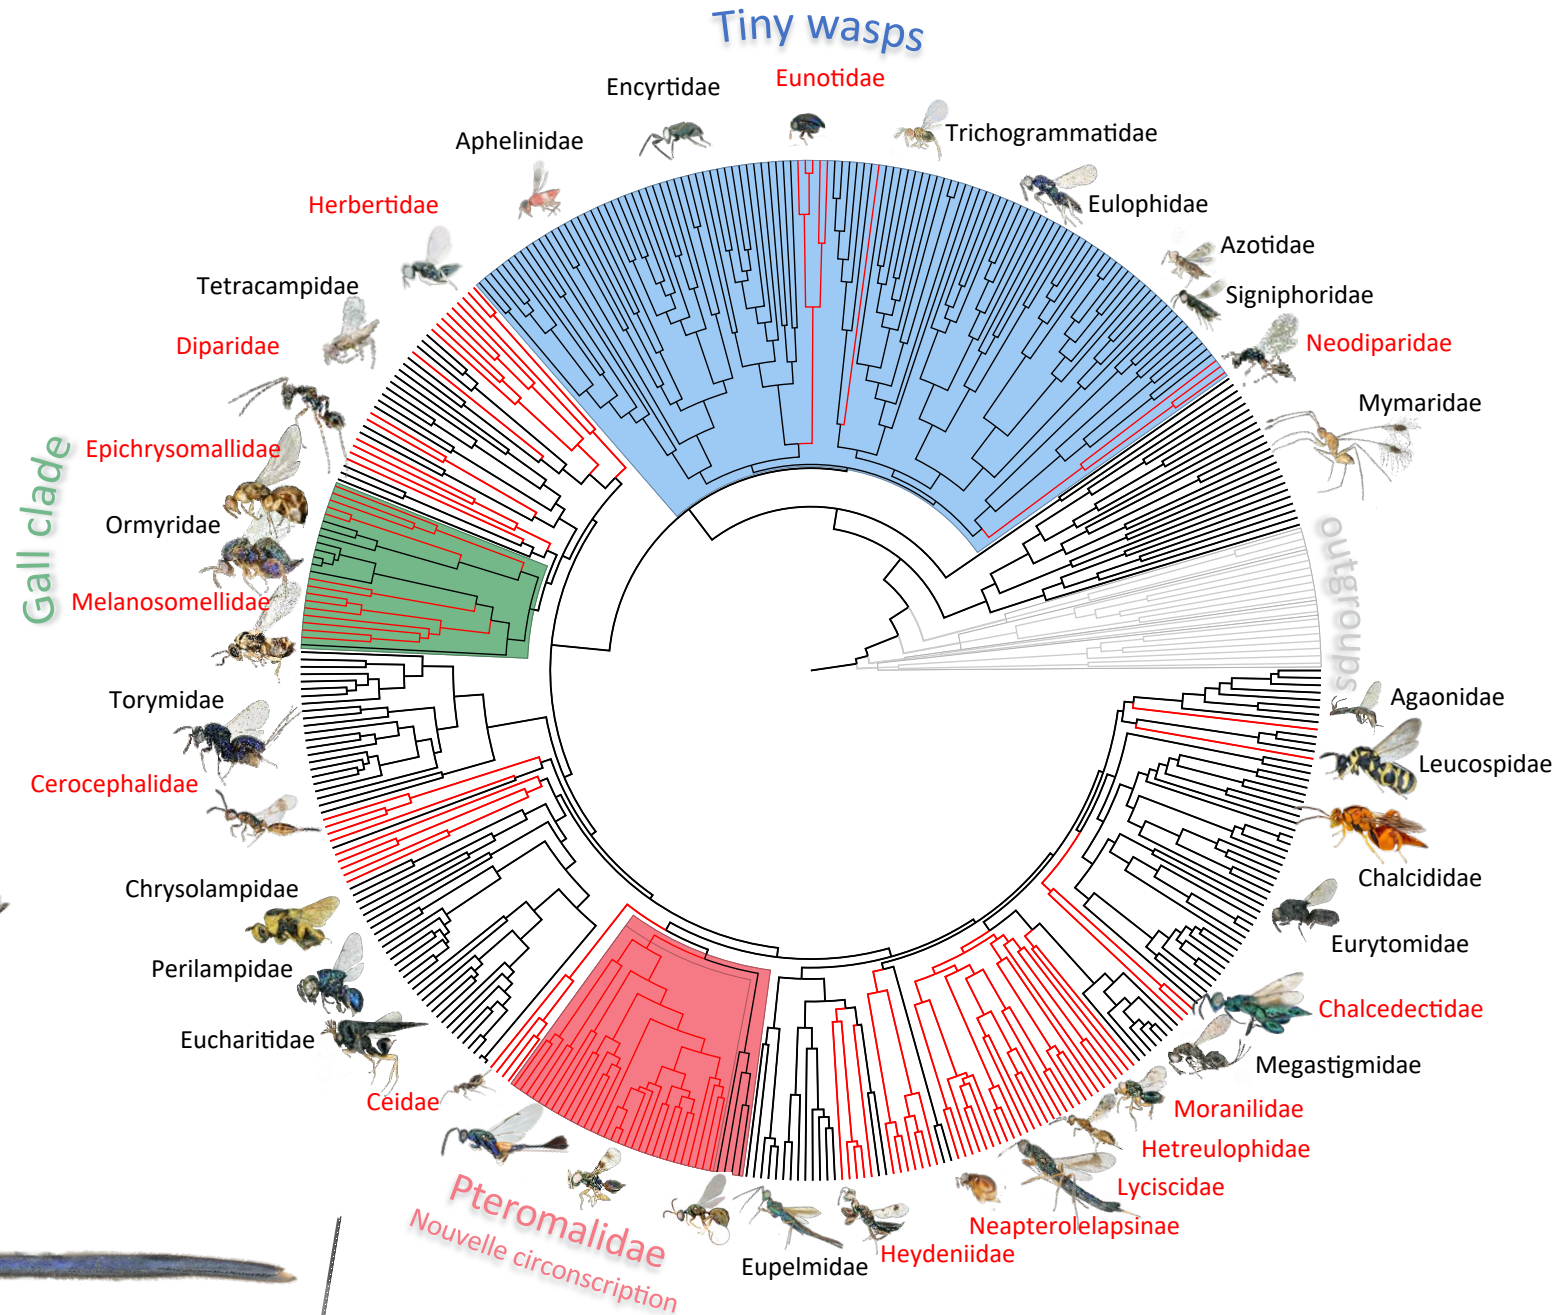 Tiny wasps
Eunotidae
Encyrtidae
Trichogrammatidae
Aphelinidae
Eulophidae
Herbertidae
Azotidae
Tetracampidae
Signiphoridae
Diparidae
Neodiparidae
Mymaridae
Gall clade
Epichrysomallidae
Ormyridae
outgroups
Melanosomellidae
Torymidae
Agaonidae
Cerocephalidae
Leucospidae
Chrysolampidae
Chalcididae
Perilampidae
Eurytomidae
Eucharitidae
Chalcedectidae
Megastigmidae
Ceidae
Moranilidae
Hetreulophidae
Lyciscidae
Pteromalidae
Nouvelle circonscription
Neapterolelapsinae
Heydeniidae
Eupelmidae